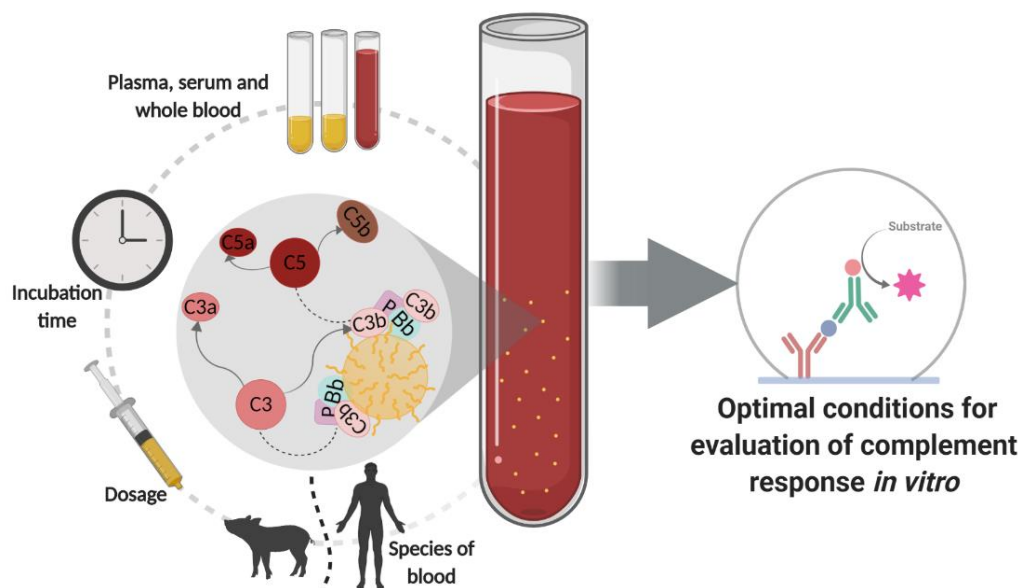 Plasma, serum and
whole blood
C5b
C5a
C5
Incubation
time
C3a
C3b
P
Bb
C3b
C3
P
Bb
C3b
Dosage
Species of
blood
Substrate
Optimal conditions for
evaluation of complement
response in vitro